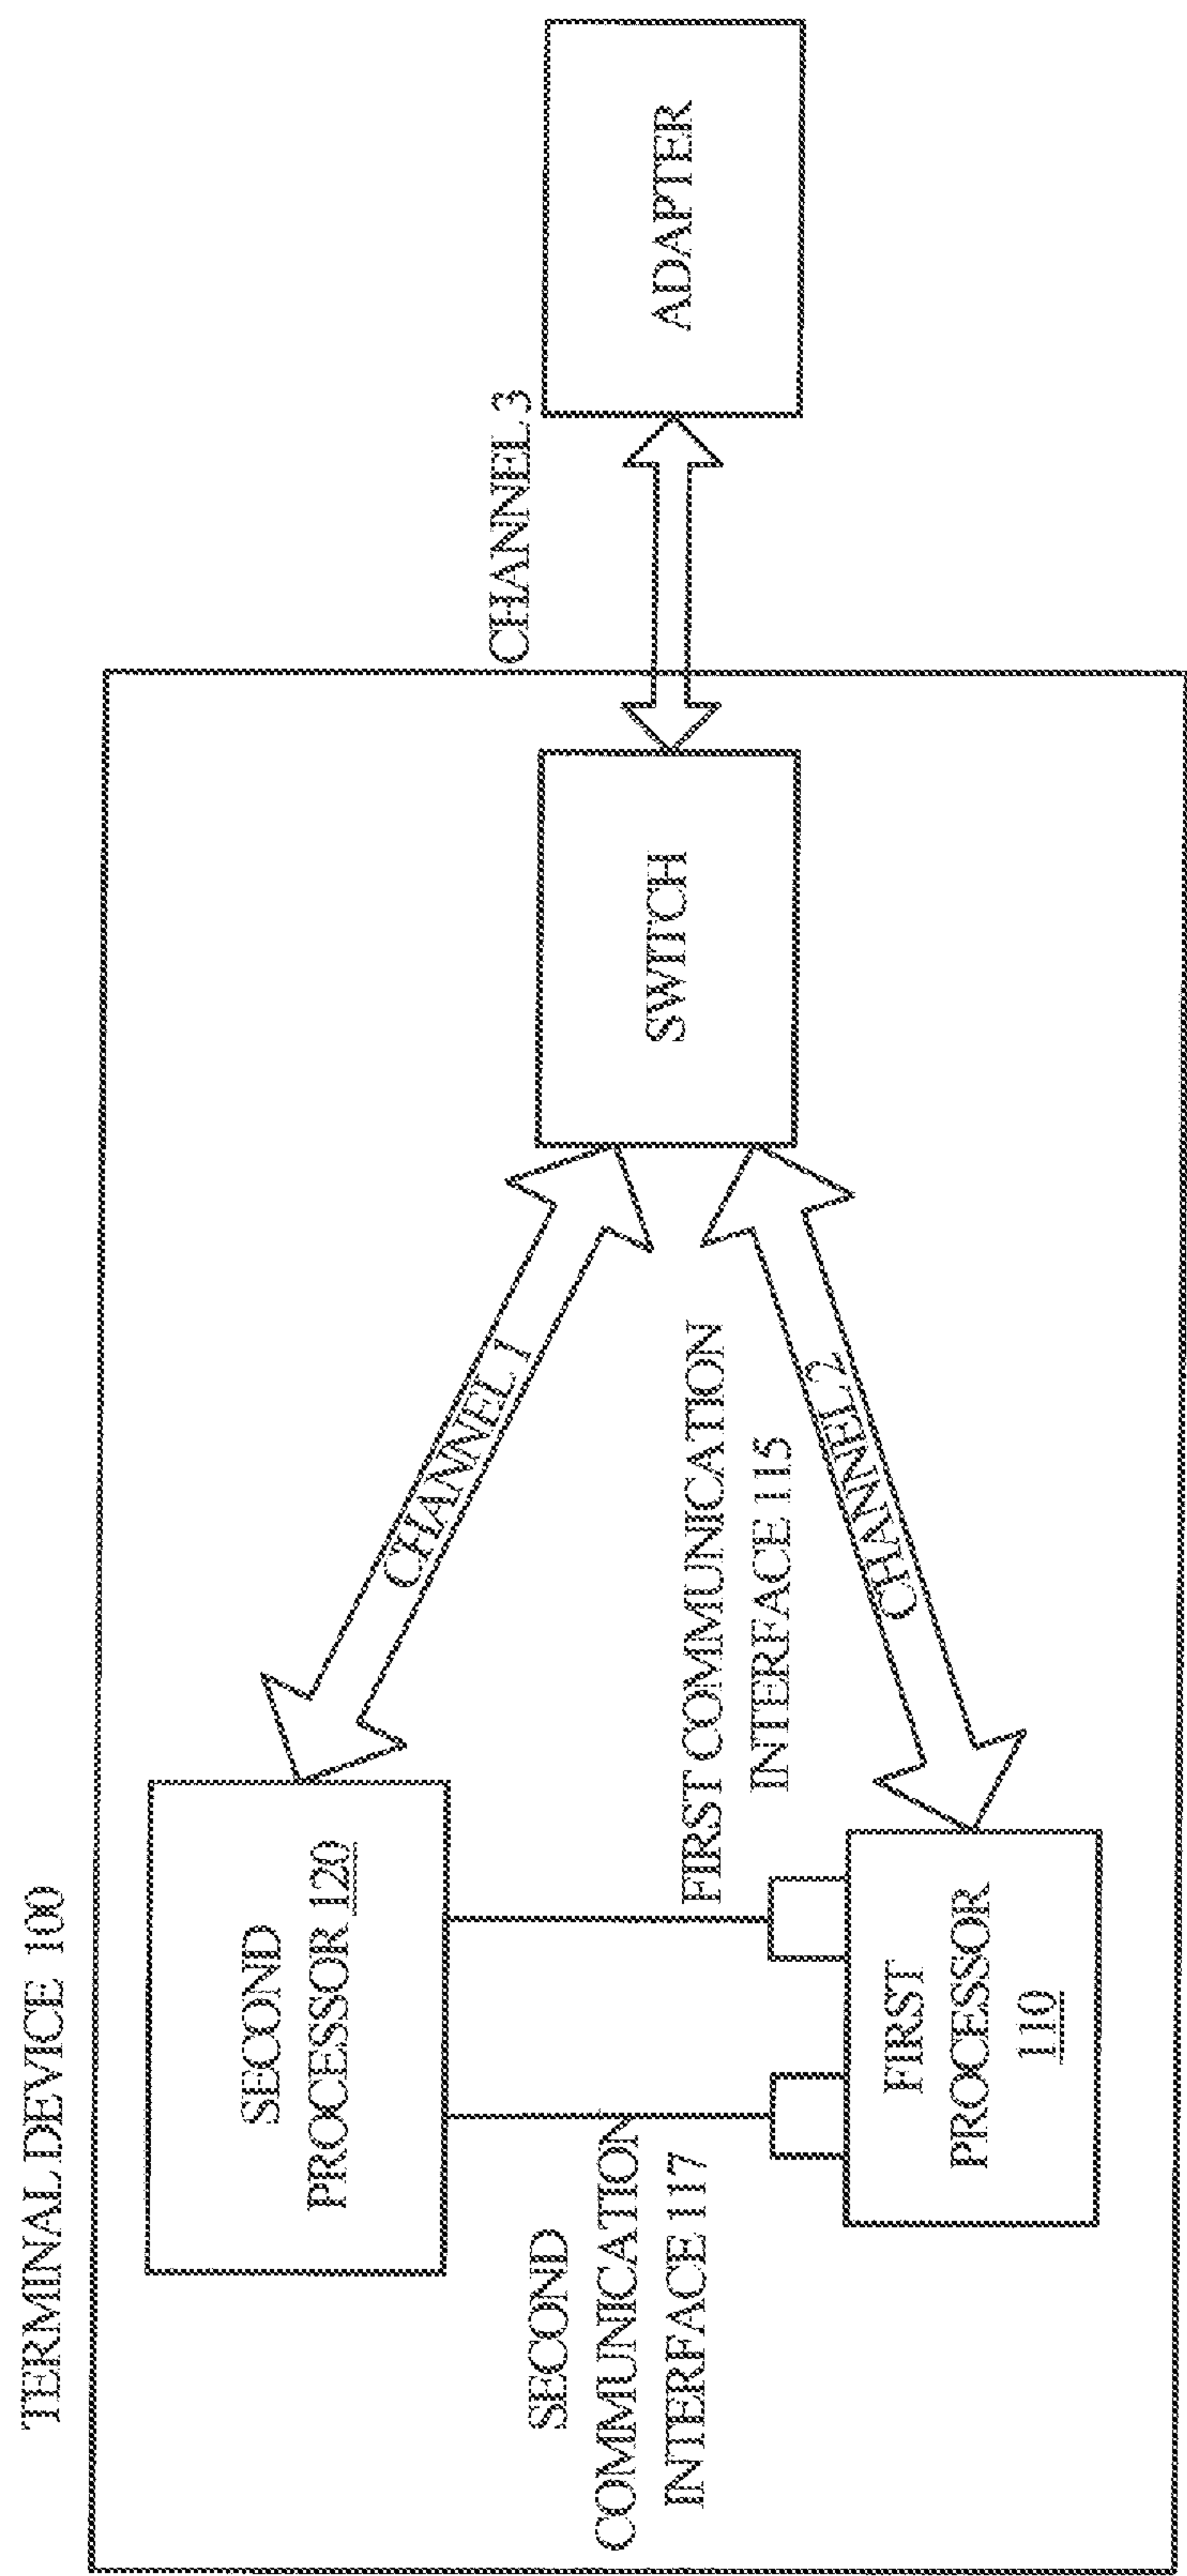 TERMINAL DEVICE 100
SECOND
PROCESSOR 120
CHANNEL 1
CHANNEL 3
SECOND
COMMUNICATION
INTERFACE 117
FIRST COMMUNICATION
INTERFACE 115
SWITCH
ADAPTER
CHANNEL 2
FIRST
PROCESSOR
110